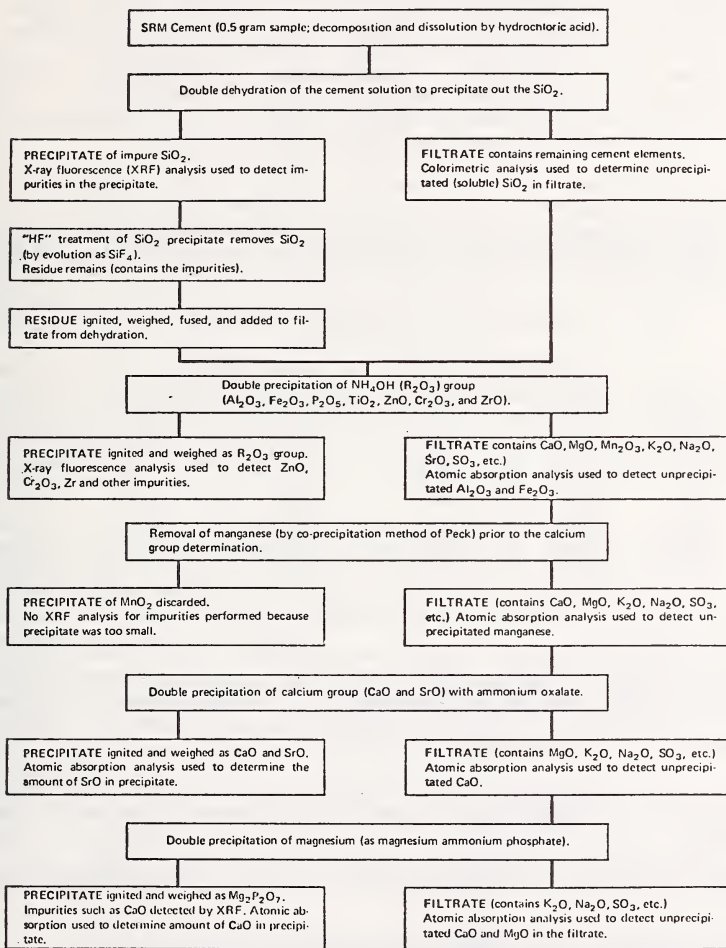 SRM Cement (0.5 gram sample; decomposition and dissolution by hydrochloric acid).
Double dehydration of the cement solution to precipitate out the SiO₂.
PRECIPITATE of impure SiO₂.
X-ray fluorescence (XRF) analysis used to detect im-
purities in the precipitate.
FILTRATE contains remaining cement elements.
Colorimetric analysis used to determine unprecipi-
tated (soluble) SiO₂ in filtrate.
"HF" treatment of SiO₂ precipitate removes SiO₂
(by evolution as SiF₄).
Residue remains (contains the impurities).
RESIDUE ignited, weighed, fused, and added to fil-
trate from dehydration.
Double precipitation of NH₄OH (R₂O₃) group
(Al₂O₃, Fe₂O₃, P₂O₅, TiO₂, ZnO, Cr₂O₃, and ZrO).
PRECIPITATE ignited and weighed as R₂O₃ group.
X-ray fluorescence analysis used to detect ZnO,
Cr₂O₃, Zr and other impurities.
FILTRATE contains CaO, MgO, Mn₂O₃, K₂O, Na₂O,
SrO, SO₃, etc.)
Atomic absorption analysis used to detect unprecipi-
tated Al₂O₃ and Fe₂O₃.
Removal of manganese (by co-precipitation method of Peck) prior to the calcium
group determination.
PRECIPITATE of MnO₂ discarded.
No XRF analysis for impurities performed because
precipitate was too small.
FILTRATE (contains CaO, MgO, K₂O, Na₂O, SO₃,
etc.) Atomic absorption analysis used to detect un-
precipitated manganese.
Double precipitation of calcium group (CaO and SrO) with ammonium oxalate.
PRECIPITATE ignited and weighed as CaO and SrO.
Atomic absorption analysis used to determine the
amount of SrO in precipitate.
FILTRATE (contains MgO, K₂O, Na₂O, SO₃, etc.)
Atomic absorption analysis used to detect unprecipi-
tated CaO.
Double precipitation of magnesium (as magnesium ammonium phosphate).
PRECIPITATE ignited and weighed as Mg₂P₂O₇.
Impurities such as CaO detected by XRF. Atomic ab-
sorption used to determine amount of CaO in precipi-
tate.
FILTRATE (contains K₂O, Na₂O, SO₃, etc.)
Atomic absorption analysis used to detect unprecipi-
tated CaO and MgO in the filtrate.